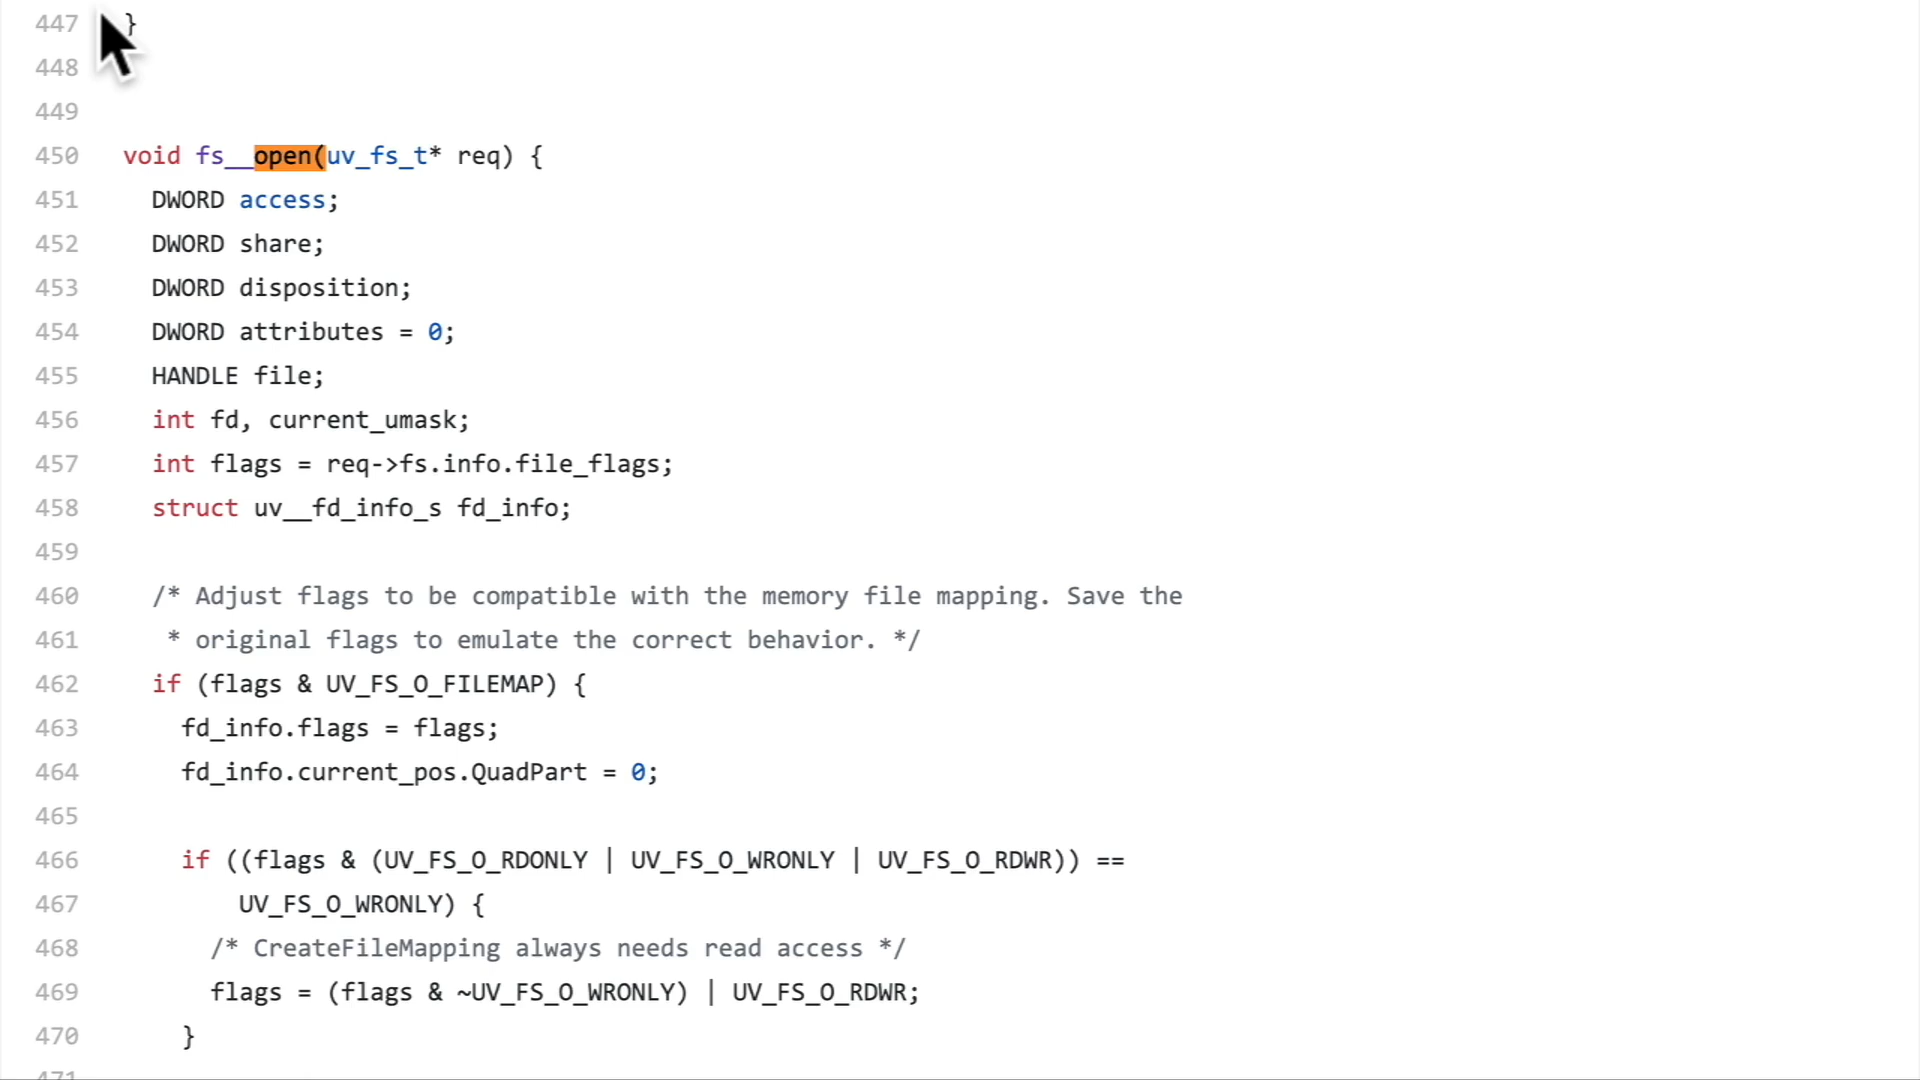 447 }
448
449
450 void fs__open(uv_fs_t* req) {
451 DWORD access;
452 DWORD share;
453 DWORD disposition;
454 DWORD attributes = 0;
455 HANDLE file;
456 int fd, current_umask;
457 int flags = req->fs.info.file_flags;
458 struct uv__fd_info_s fd_info;
459
460 /* Adjust flags to be compatible with the memory file mapping. Save the
461 * original flags to emulate the correct behavior. */
462 if (flags & UV_FS_O_FILEMAP) {
463 fd_info.flags = flags;
464 fd_info.current_pos.QuadPart = 0;
465
466 if ((flags & (UV_FS_O_RDONLY | UV_FS_O_WRONLY | UV_FS_O_RDWR)) ==
467 UV_FS_O_WRONLY) {
468 /* CreateFileMapping always needs read access */
469 flags = (flags & ~UV_FS_O_WRONLY) | UV_FS_O_RDWR;
470 }
471